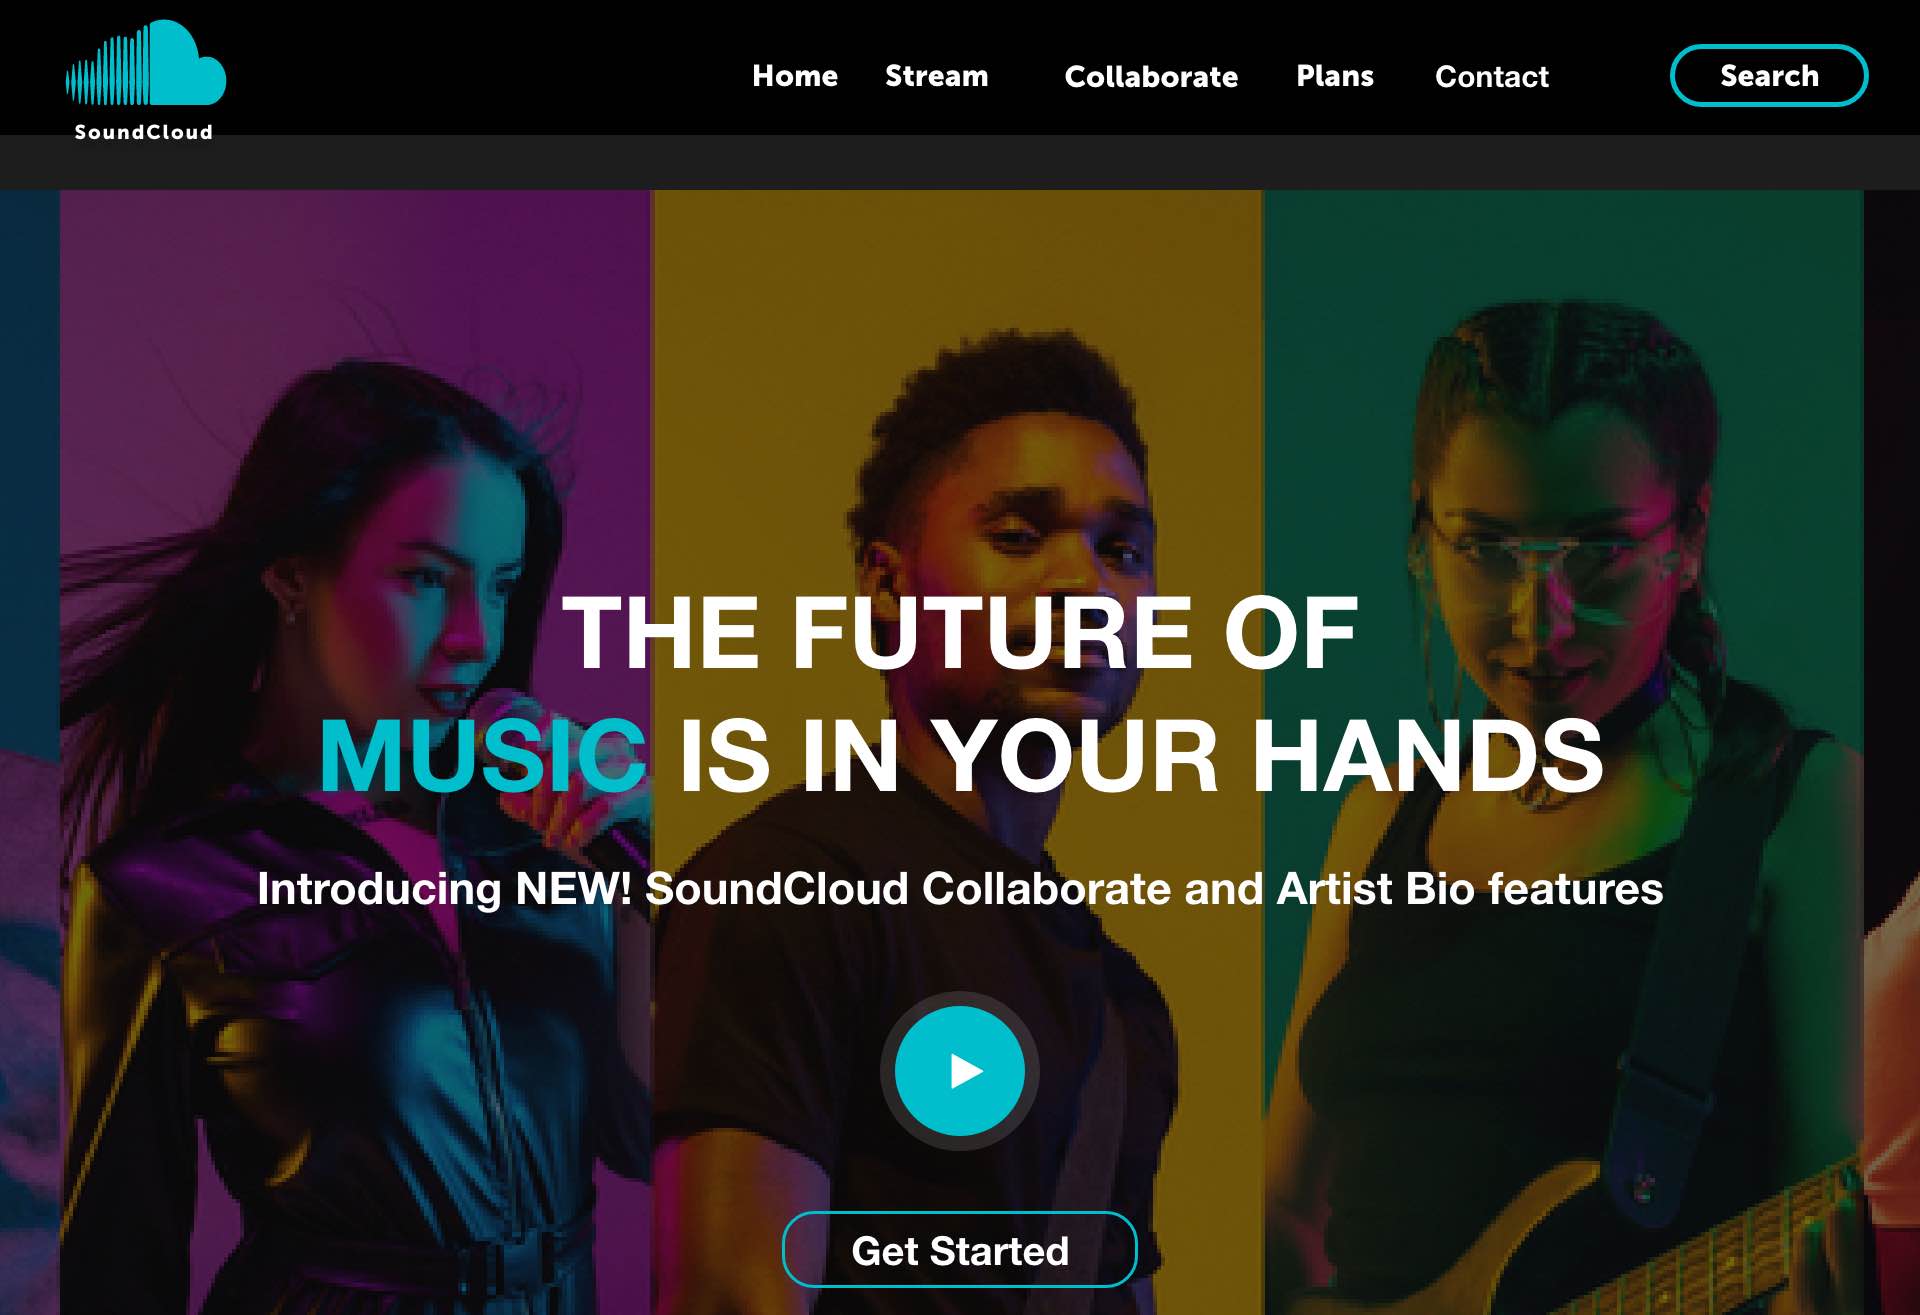 SoundCloud
Home Stream Collaborate Plans Contact Search
THE FUTURE OF
MUSIC IS IN YOUR HANDS
Introducing NEW! SoundCloud Collaborate and Artist Bio features
Get Started